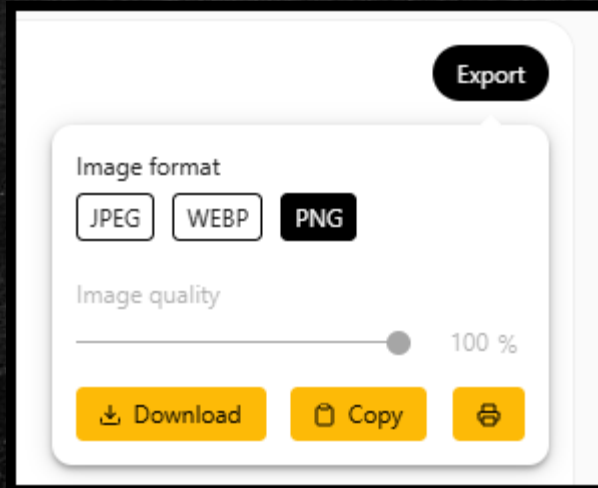 Export
Image format
JPEG WEBP PNG
Image quality
100 %
Download Copy